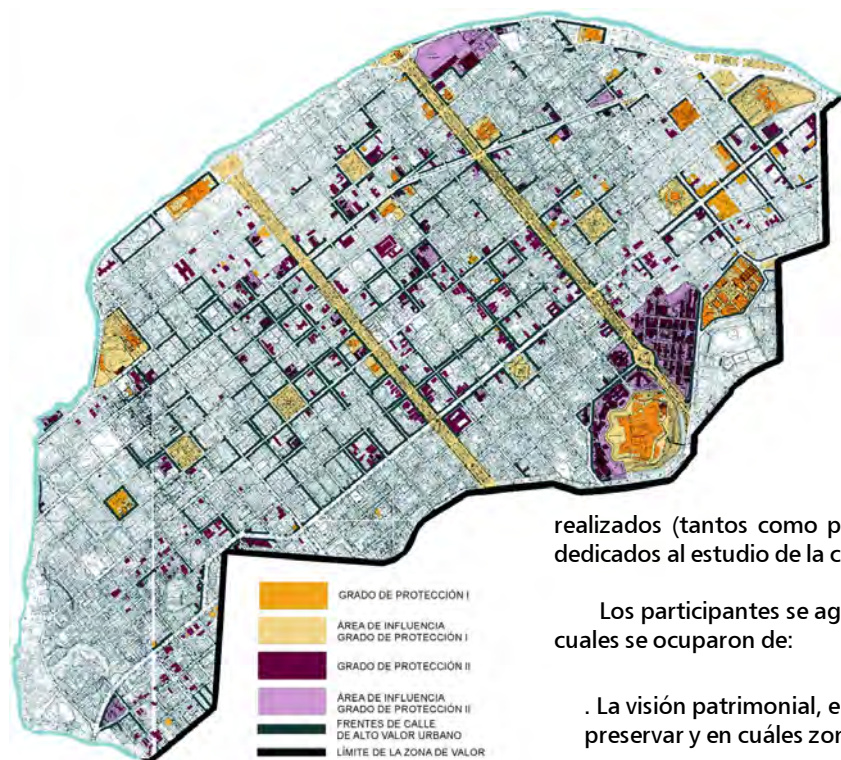 realizados (tantos como p
dedicados al estudio de la c
Los participantes se ag
cuales se ocuparon de:
. La visión patrimonial, e
preservar y en cuáles zon
GRADO DE PROTECCIÓN I
ÁREA DE INFLUENCIA
GRADO DE PROTECCIÓN I
GRADO DE PROTECCIÓN II
ÁREA DE INFLUENCIA
GRADO DE PROTECCIÓN II
FRENTES DE CALLE
DE ALTO VALOR URBANO
LÍMITE DE LA ZONA DE VALOR